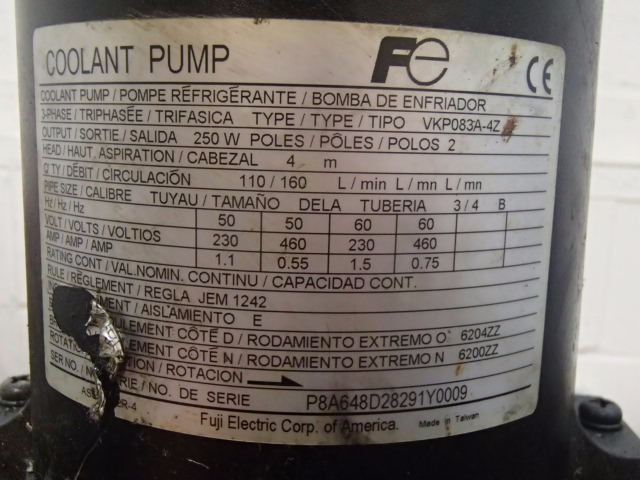 COOLANT PUMP Fe CE
COOLANT PUMP / POMPE RÉFRIGÉRANTE / BOMBA DE ENFRIADOR
3-PHASE / TRIPHASÉE / TRIFASICA TYPE / TYPE / TIPO VKP083A-4Z
OUTPUT / SORTIE / SALIDA 250 W POLES / PÔLES / POLOS 2
HEAD / HAUT. ASPIRATION / CABEZAL 4 m
Q'TY / DÉBIT / CIRCULACIÓN 110 / 160 L / min L / mn L / mn
PIPE SIZE / CALIBRE TUYAU / TAMAÑO DELA TUBERIA 3 / 4 B
Hz / Hz / Hz 50 50 60 60
VOLT / VOLTS / VOLTIOS 230 460 230 460
AMP / AMP / AMP 1.1 0.55 1.5 0.75
RATING CONT / VAL.NOMIN. CONTINU / CAPACIDAD CONT.
RULE / RÈGLEMENT / REGLA JEM 1242
/ AISLAMIENTO E
CÔTÉ D / RODAMIENTO EXTREMO O 6204ZZ
CÔTÉ N / RODAMIENTO EXTREMO N 6200ZZ
/ ROTACION
SER NO. / NO. DE SERIE P8A648D28291Y0009
Fuji Electric Corp. of America. Made in Taiwan